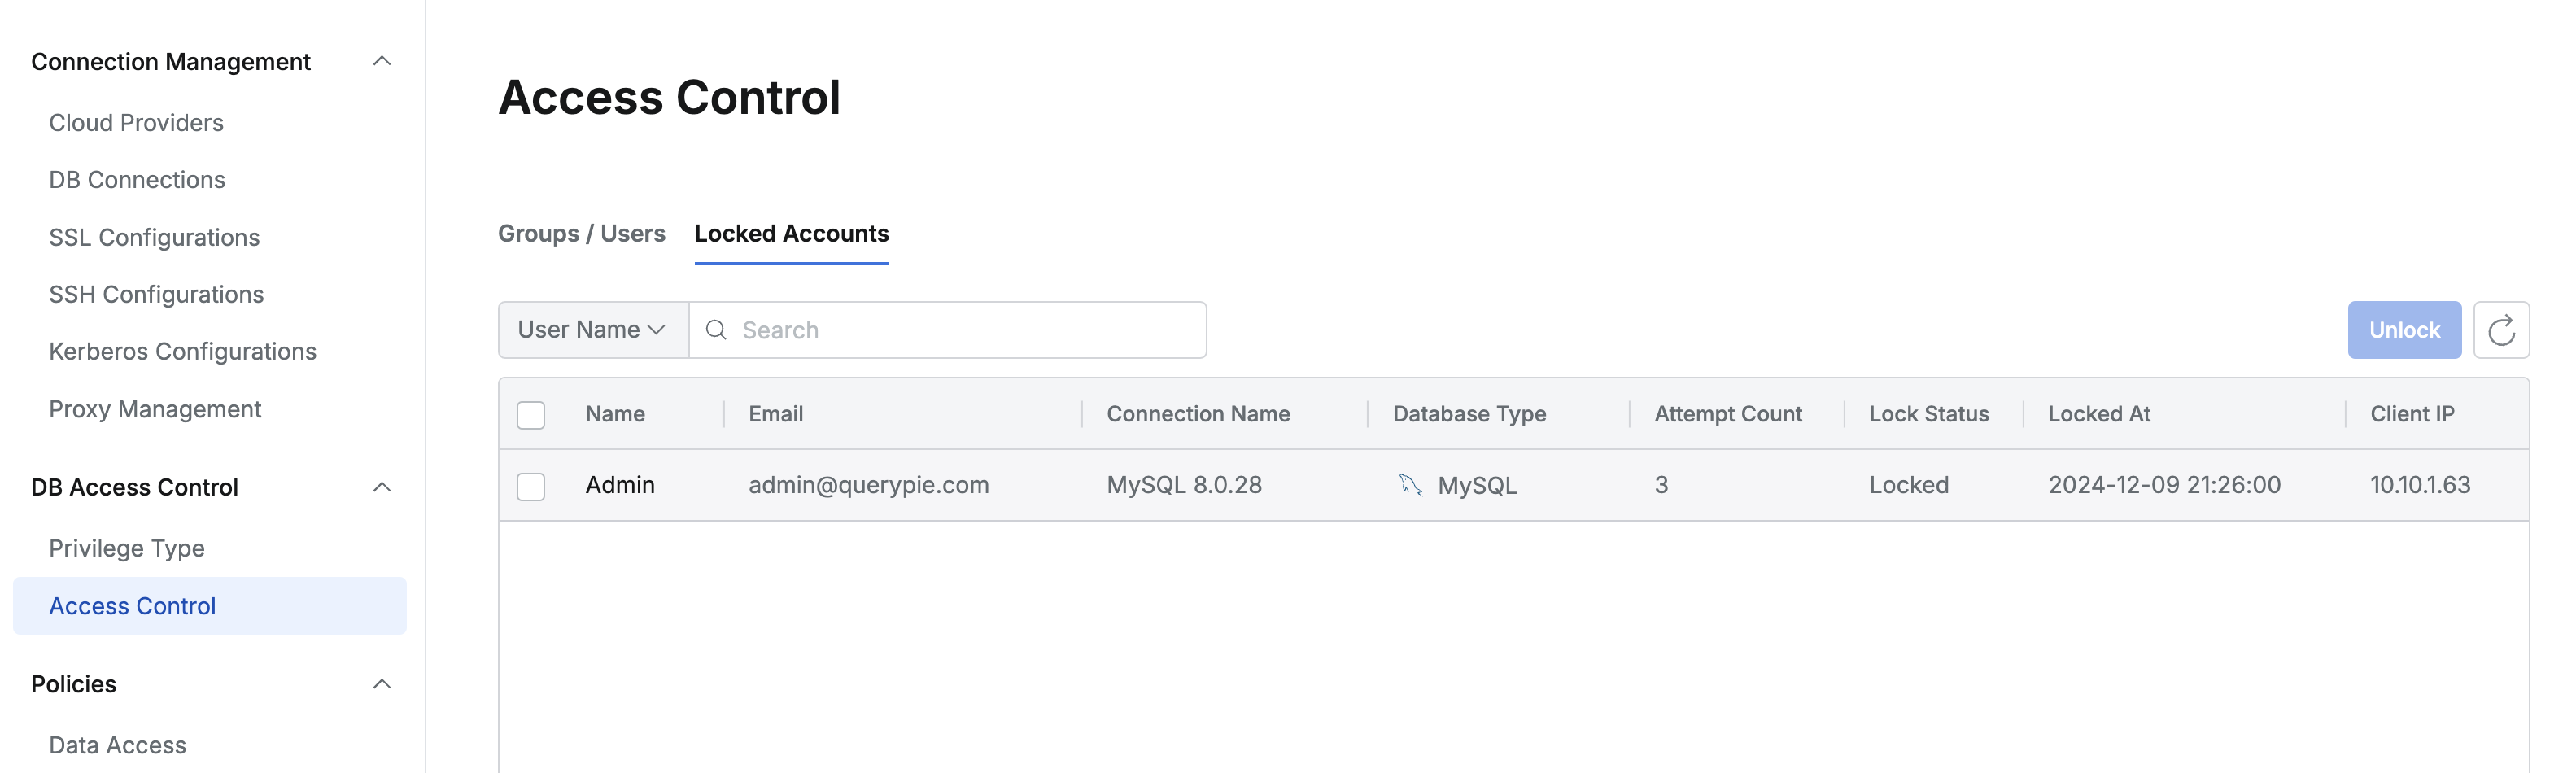 Connection Management
Cloud Providers
DB Connections
SSL Configurations
SSH Configurations
Kerberos Configurations
Proxy Management
DB Access Control
Privilege Type
Access Control
Policies
Data Access
Access Control
Groups / Users Locked Accounts
User Name Search Unlock
Name Email Connection Name Database Type Attempt Count Lock Status Locked At Client IP
Admin admin@querypie.com MySQL 8.0.28 MySQL 3 Locked 2024-12-09 21:26:00 10.10.1.63